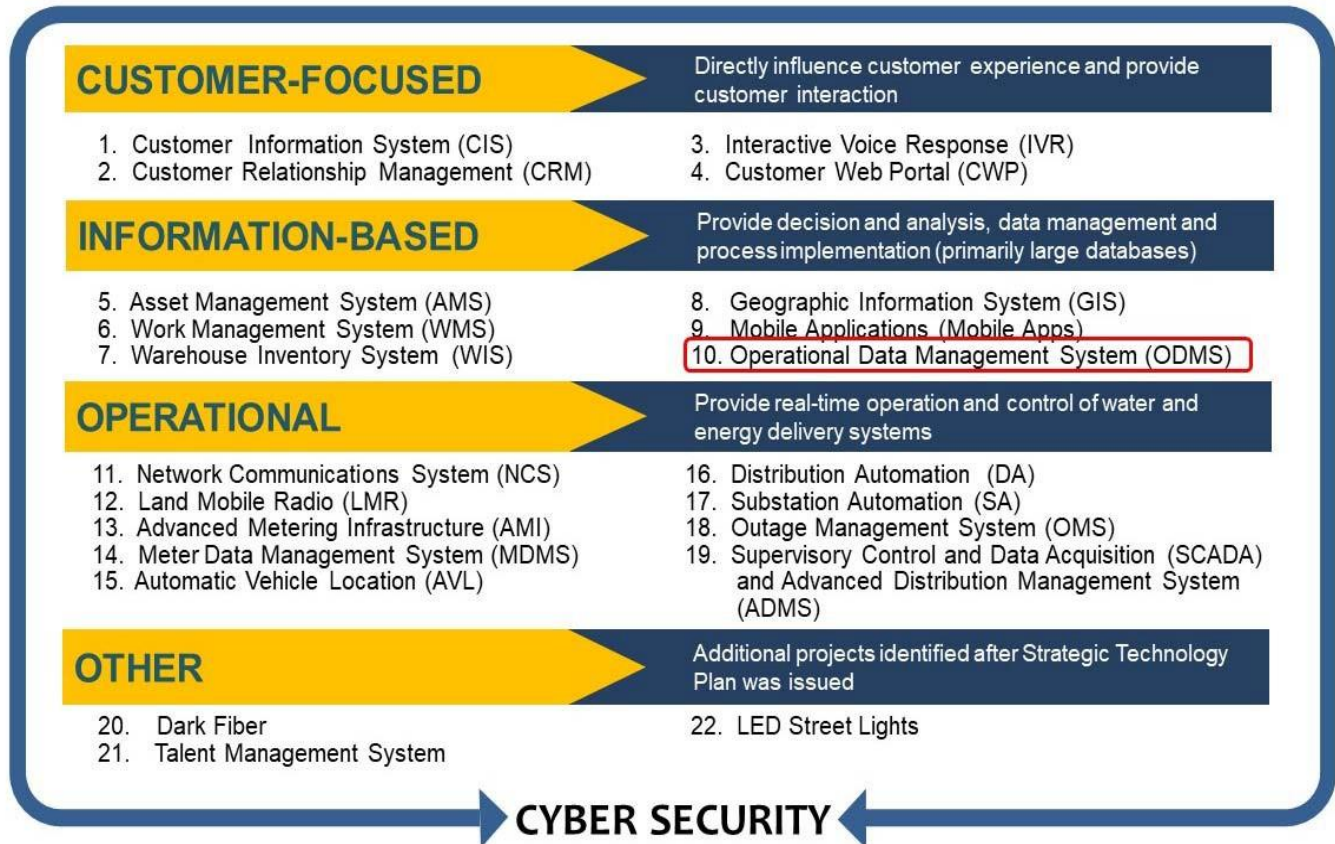 CUSTOMER-FOCUSED
Directly influence customer experience and provide
customer interaction
1. Customer Information System (CIS)
2. Customer Relationship Management (CRM)
3. Interactive Voice Response (IVR)
4. Customer Web Portal (CWP)
INFORMATION-BASED
Provide decision and analysis, data management and
process implementation (primarily large databases)
5. Asset Management System (AMS)
6. Work Management System (WMS)
7. Warehouse Inventory System (WIS)
8. Geographic Information System (GIS)
9. Mobile Applications (Mobile Apps)
10. Operational Data Management System (ODMS)
OPERATIONAL
Provide real-time operation and control of water and
energy delivery systems
11. Network Communications System (NCS)
12. Land Mobile Radio (LMR)
13. Advanced Metering Infrastructure (AMI)
14. Meter Data Management System (MDMS)
15. Automatic Vehicle Location (AVL)
16. Distribution Automation (DA)
17. Substation Automation (SA)
18. Outage Management System (OMS)
19. Supervisory Control and Data Acquisition (SCADA)
and Advanced Distribution Management System
(ADMS)
OTHER
Additional projects identified after Strategic Technology
Plan was issued
20. Dark Fiber
21. Talent Management System
22. LED Street Lights
CYBER SECURITY